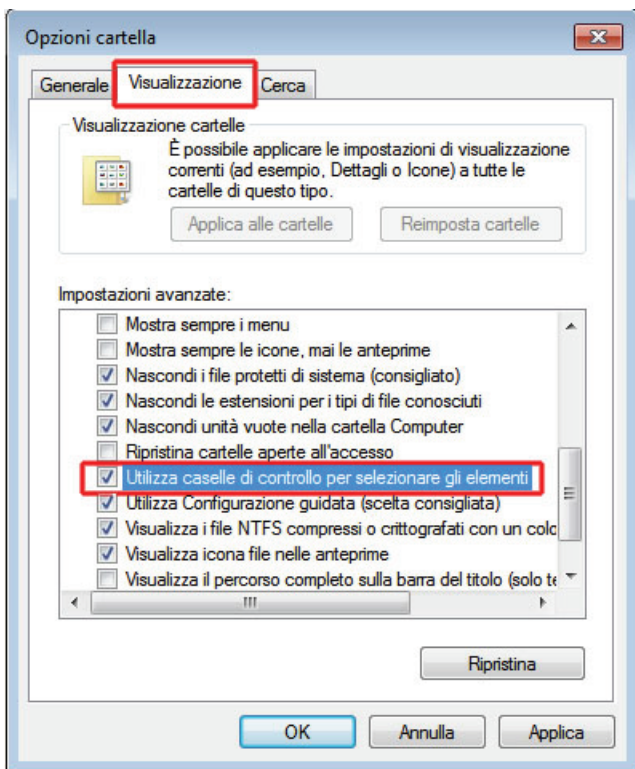 Opzioni cartella
Generale Visualizzazione Cerca
Visualizzazione cartelle
È possibile applicare le impostazioni di visualizzazione
correnti (ad esempio, Dettagli o Icone) a tutte le
cartelle di questo tipo.
Applica alle cartelle Reimposta cartelle
Impostazioni avanzate:
Mostra sempre i menu
Mostra sempre le icone, mai le anteprime
Nascondi i file protetti di sistema (consigliato)
Nascondi le estensioni per i tipi di file conosciuti
Nascondi unità vuote nella cartella Computer
Ripristina cartelle aperte all'accesso
Utilizza caselle di controllo per selezionare gli elementi
Utilizza Configurazione guidata (scelta consigliata)
Visualizza i file NTFS compressi o crittografati con un colo
Visualizza icona file nelle anteprime
Visualizza il percorso completo sulla barra del titolo (solo te
Ripristina
OK Annulla Applica